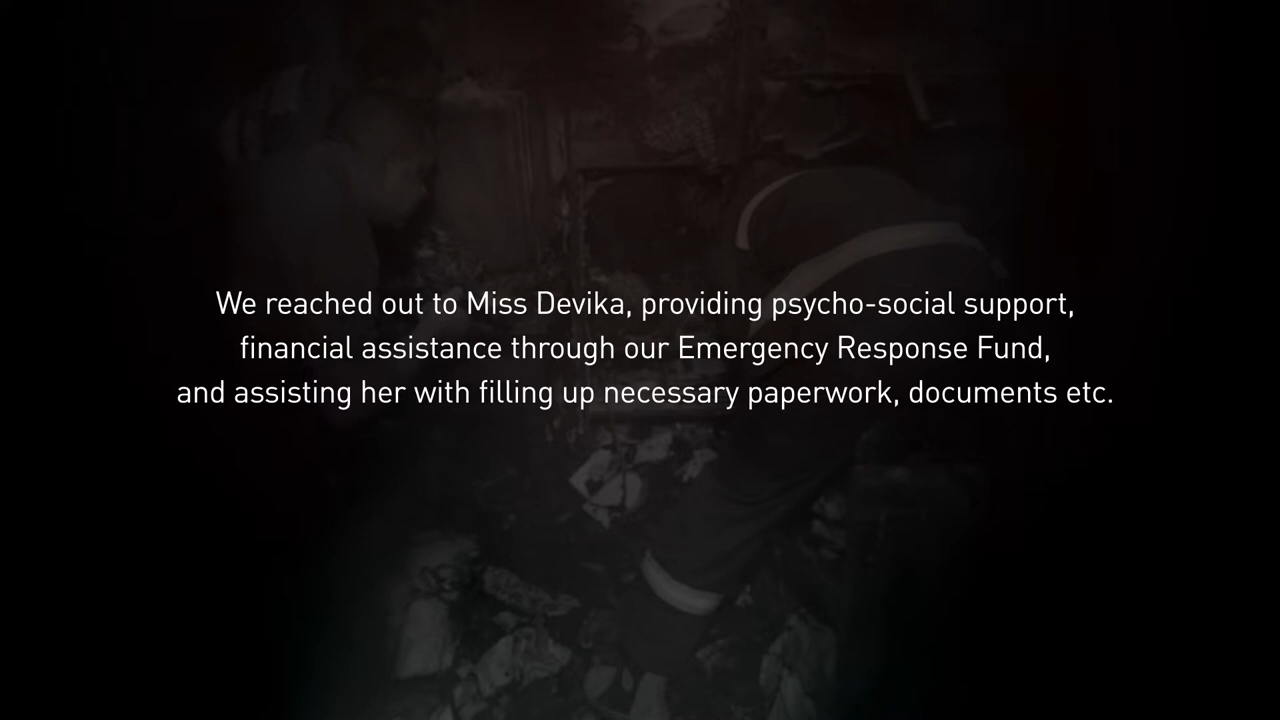 We reached out to Miss Devika, providing psycho-social support,
financial assistance through our Emergency Response Fund,
and assisting her with filling up necessary paperwork, documents etc.